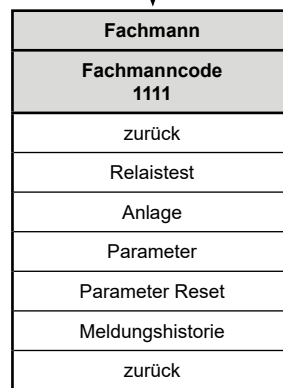 Fachmann
Fachmanncode
1111
zurück
Relaistest
Anlage
Parameter
Parameter Reset
Meldungshistorie
zurück